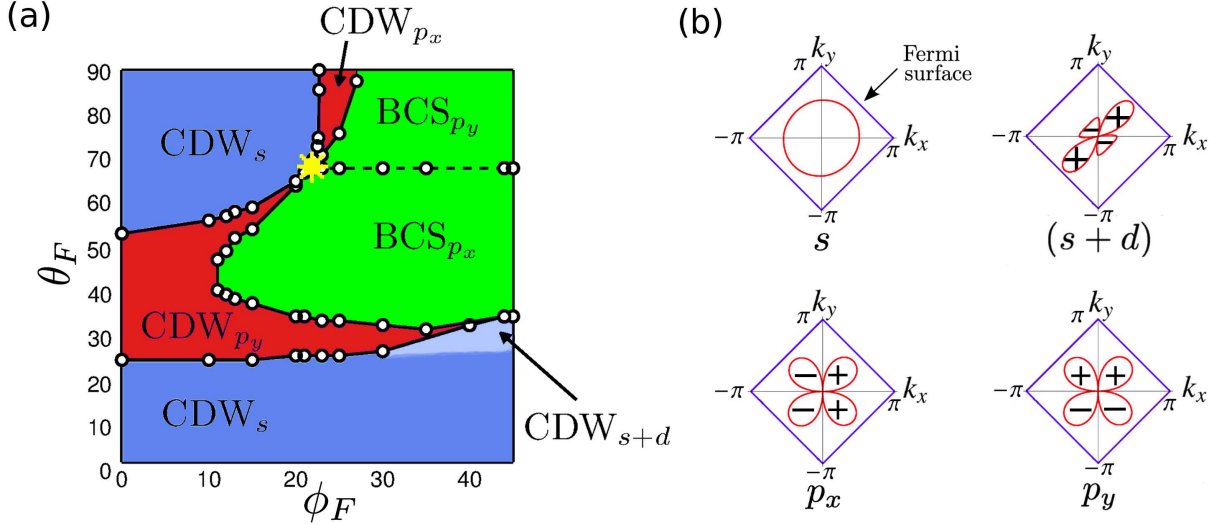 (a)
CDW_{p_x}
90
80
70
60
50
40
30
20
10
0
θ_F
CDW_s
BCS_{p_y}
BCS_{p_x}
CDW_{p_y}
CDW_s
CDW_{s+d}
0 10 20 30 40
ϕ_F
(b)
π k_y
Fermi
surface
−π k_x
π
−π
s
π k_y
+
−
−
+
−π k_x
π
−π
(s + d)
π k_y
− +
− +
−π k_x
π
−π
p_x
π k_y
+ +
− −
−π k_x
π
−π
p_y